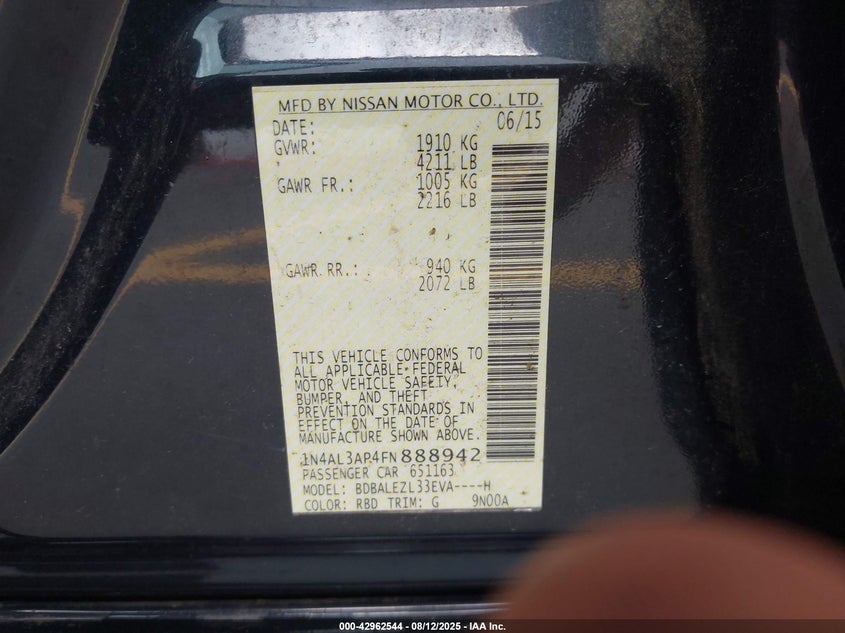 MFD BY NISSAN MOTOR CO., LTD.
DATE: 06/15
GVWR: 1910 KG
4211 LB
GAWR FR.: 1005 KG
2216 LB
GAWR RR.: 940 KG
2072 LB
THIS VEHICLE CONFORMS TO
ALL APPLICABLE FEDERAL
MOTOR VEHICLE SAFETY,
BUMPER, AND THEFT
PREVENTION STANDARDS IN
EFFECT ON THE DATE OF
MANUFACTURE SHOWN ABOVE.
1N4AL3AP4FN888942
PASSENGER CAR 651163
MODEL: BDBALEZL33EVA----H
COLOR: RBD TRIM: G 9N00A
000-42962544 - 08/12/2025 - IAA Inc.